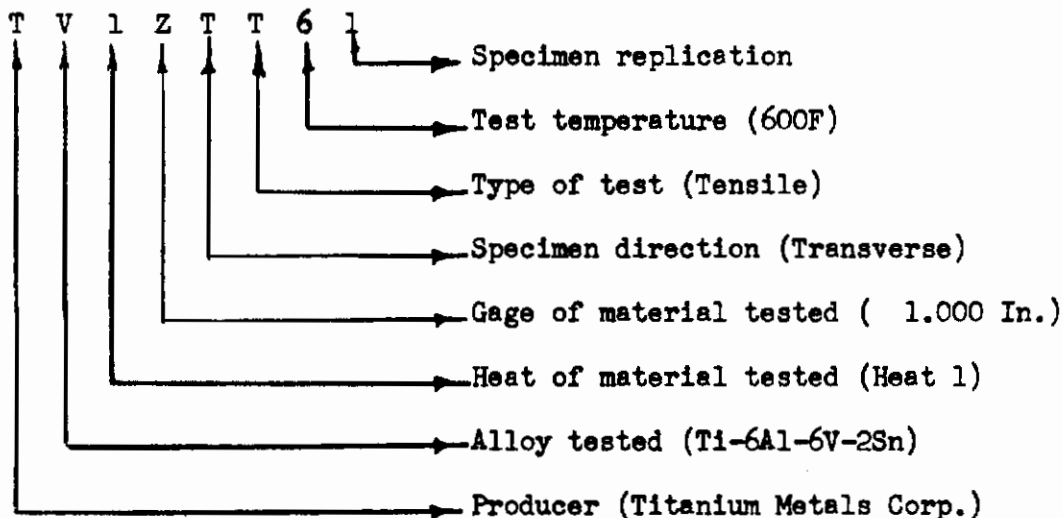 T V 1 Z T T 6 1
Specimen replication
Test temperature (600F)
Type of test (Tensile)
Specimen direction (Transverse)
Gage of material tested ( 1.000 In.)
Heat of material tested (Heat 1)
Alloy tested (Ti-6Al-6V-2Sn)
Producer (Titanium Metals Corp.)